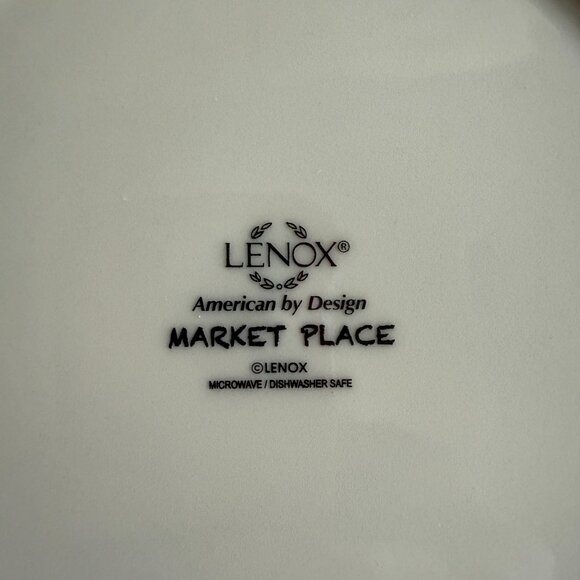 LENOX®
American by Design
MARKET PLACE
©LENOX
MICROWAVE / DISHWASHER SAFE